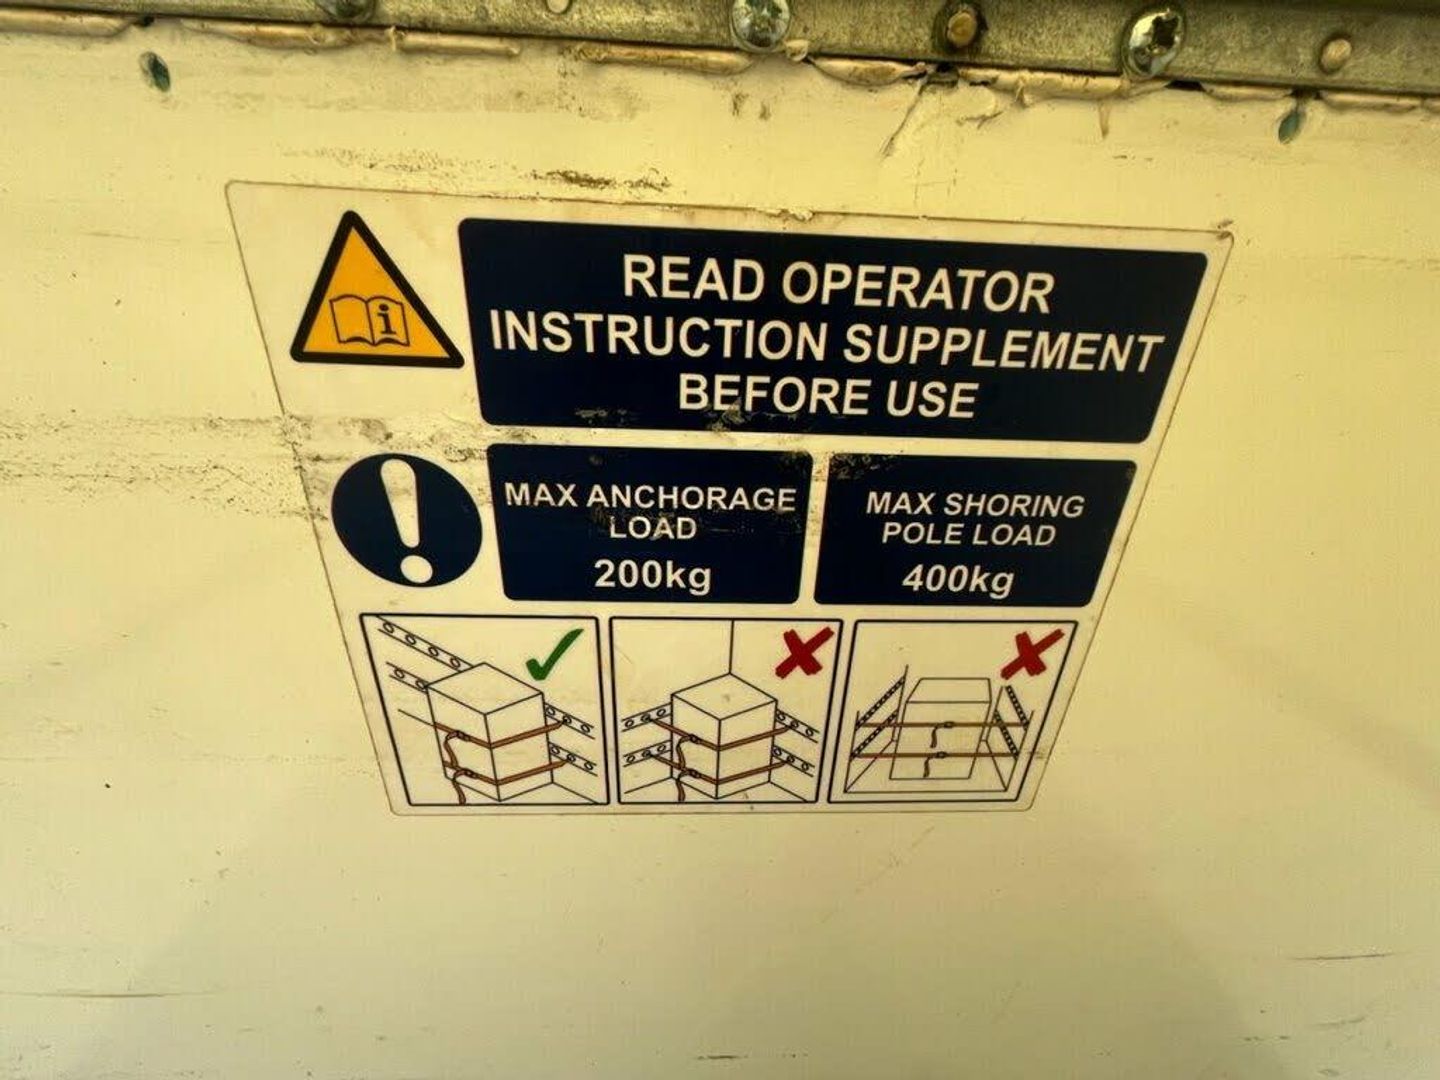 READ OPERATOR
INSTRUCTION SUPPLEMENT
BEFORE USE
MAX ANCHORAGE
LOAD
200kg
MAX SHORING
POLE LOAD
400kg